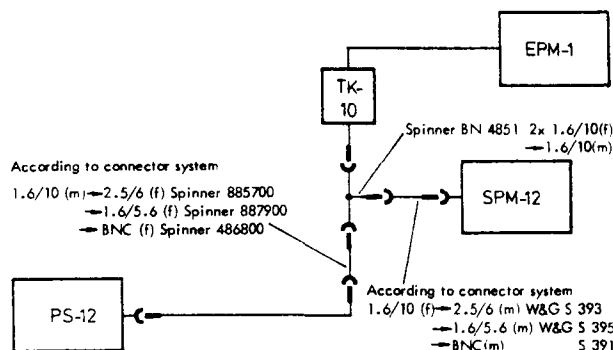 EPM-1
TK-
10
Spinner BN 4851 2x 1.6/10(f)
→1.6/10(m)
According to connector system
1.6/10 (m)→2.5/6 (f) Spinner 885700
→1.6/5.6 (f) Spinner 887900
→BNC (f) Spinner 486800
SPM-12
PS-12
According to connector system
1.6/10 (f)→2.5/6 (m) W&G S 393
→1.6/5.6 (m) W&G S 395
→BNC(m) S 391